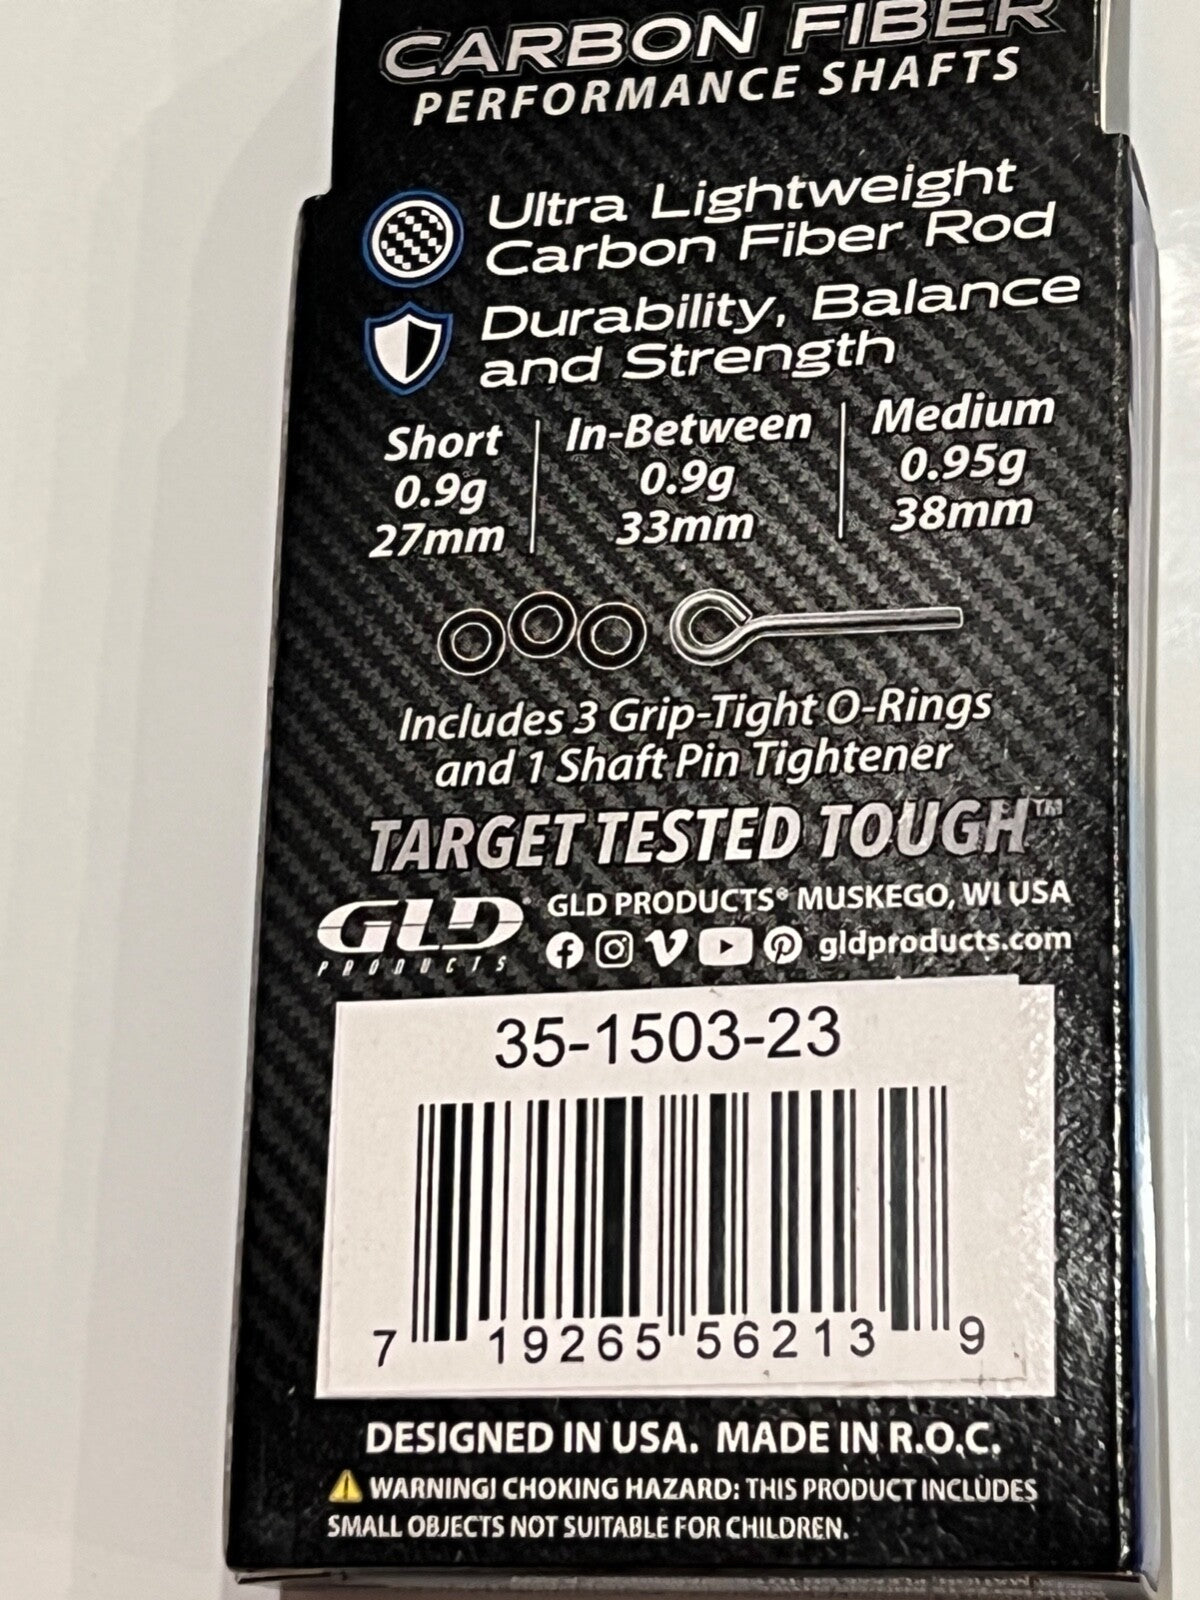 CARBON FIBER
PERFORMANCE SHAFTS
Ultra Lightweight
Carbon Fiber Rod
Durability, Balance
and Strength
Short
0.9g
27mm
In-Between
0.9g
33mm
Medium
0.95g
38mm
Includes 3 Grip-Tight O-Rings
and 1 Shaft Pin Tightener
TARGET TESTED TOUGH™
GLD
PRODUCTS
GLD PRODUCTS® MUSKEGO, WI USA
gldproducts.com
35-1503-23
7 19265 56213 9
DESIGNED IN USA. MADE IN R.O.C.
⚠ WARNING! CHOKING HAZARD: THIS PRODUCT INCLUDES
SMALL OBJECTS NOT SUITABLE FOR CHILDREN.